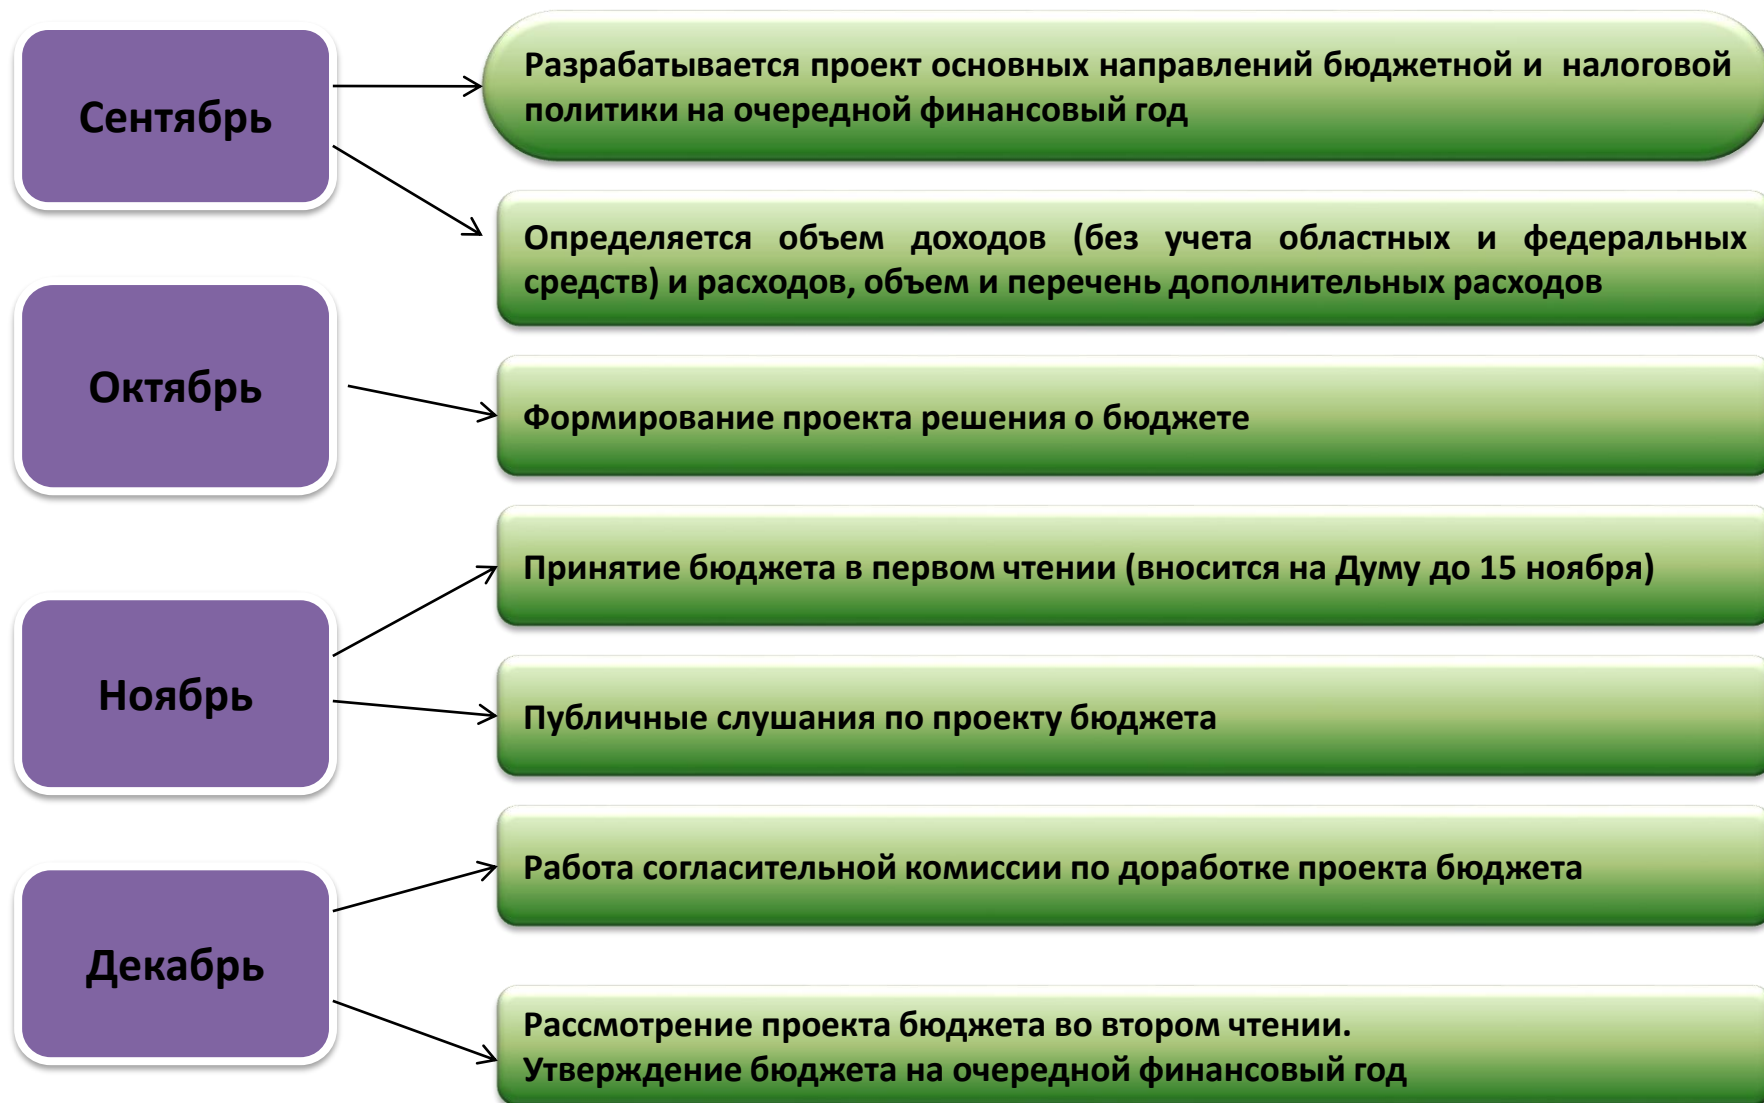 Сентябрь
Разрабатывается проект основных направлений бюджетной и налоговой
политики на очередной финансовый год
Определяется объем доходов (без учета областных и федеральных
средств) и расходов, объем и перечень дополнительных расходов
Октябрь
Формирование проекта решения о бюджете
Ноябрь
Принятие бюджета в первом чтении (вносится на Думу до 15 ноября)
Публичные слушания по проекту бюджета
Декабрь
Работа согласительной комиссии по доработке проекта бюджета
Рассмотрение проекта бюджета во втором чтении.
Утверждение бюджета на очередной финансовый год